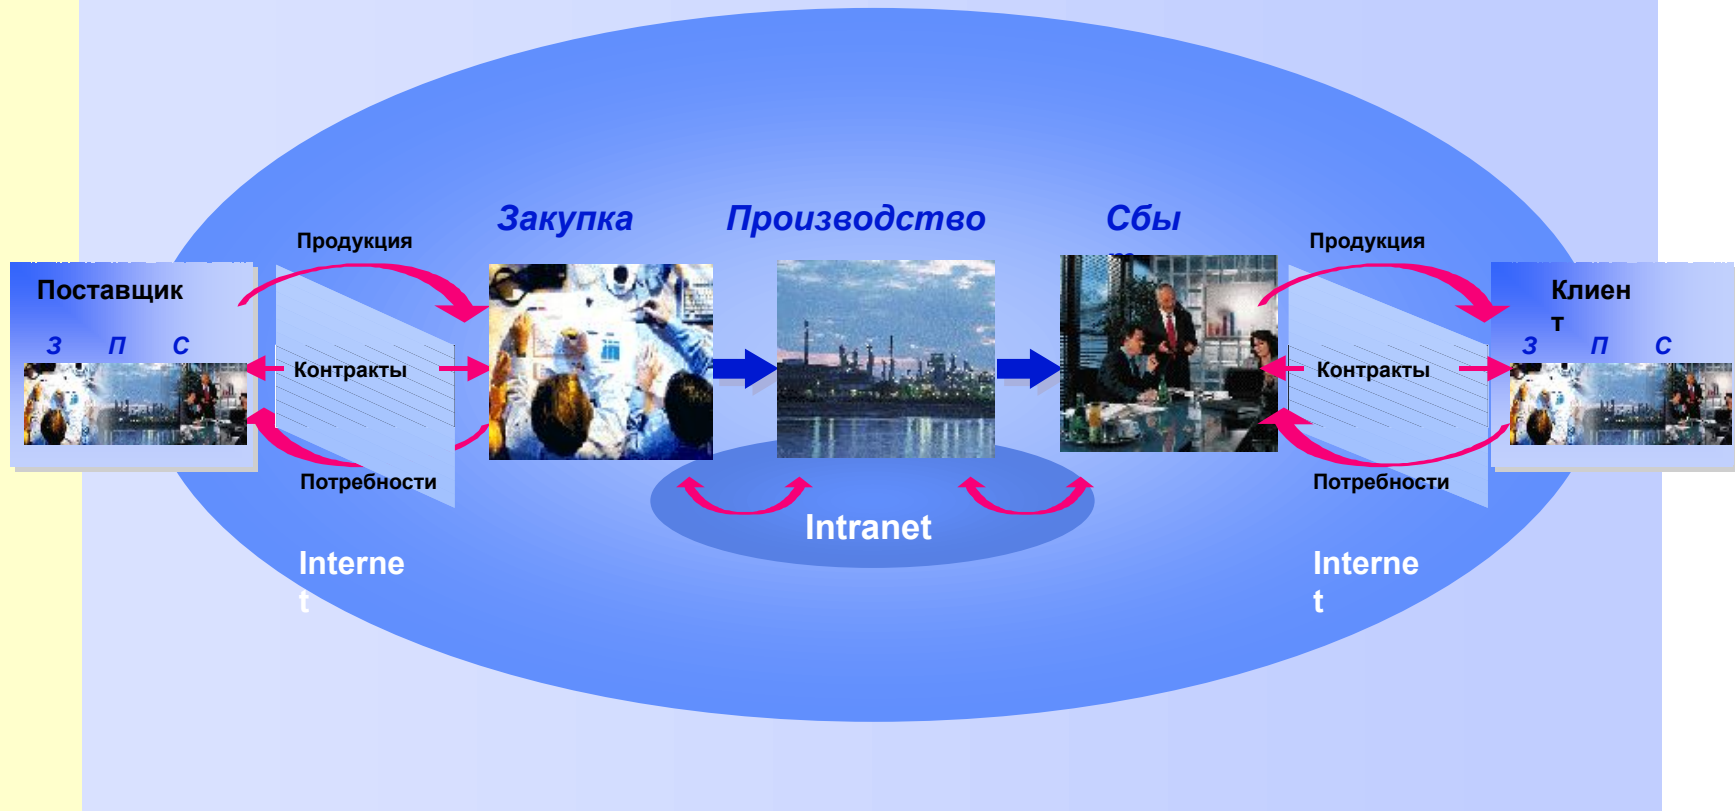 Закупка
Производство
Сбы
Продукция
Продукция
Поставщик
З П С
Контракты
Потребности
Interne
t
Intranet
Клиен
т
З П С
Контракты
Потребности
Interne
t